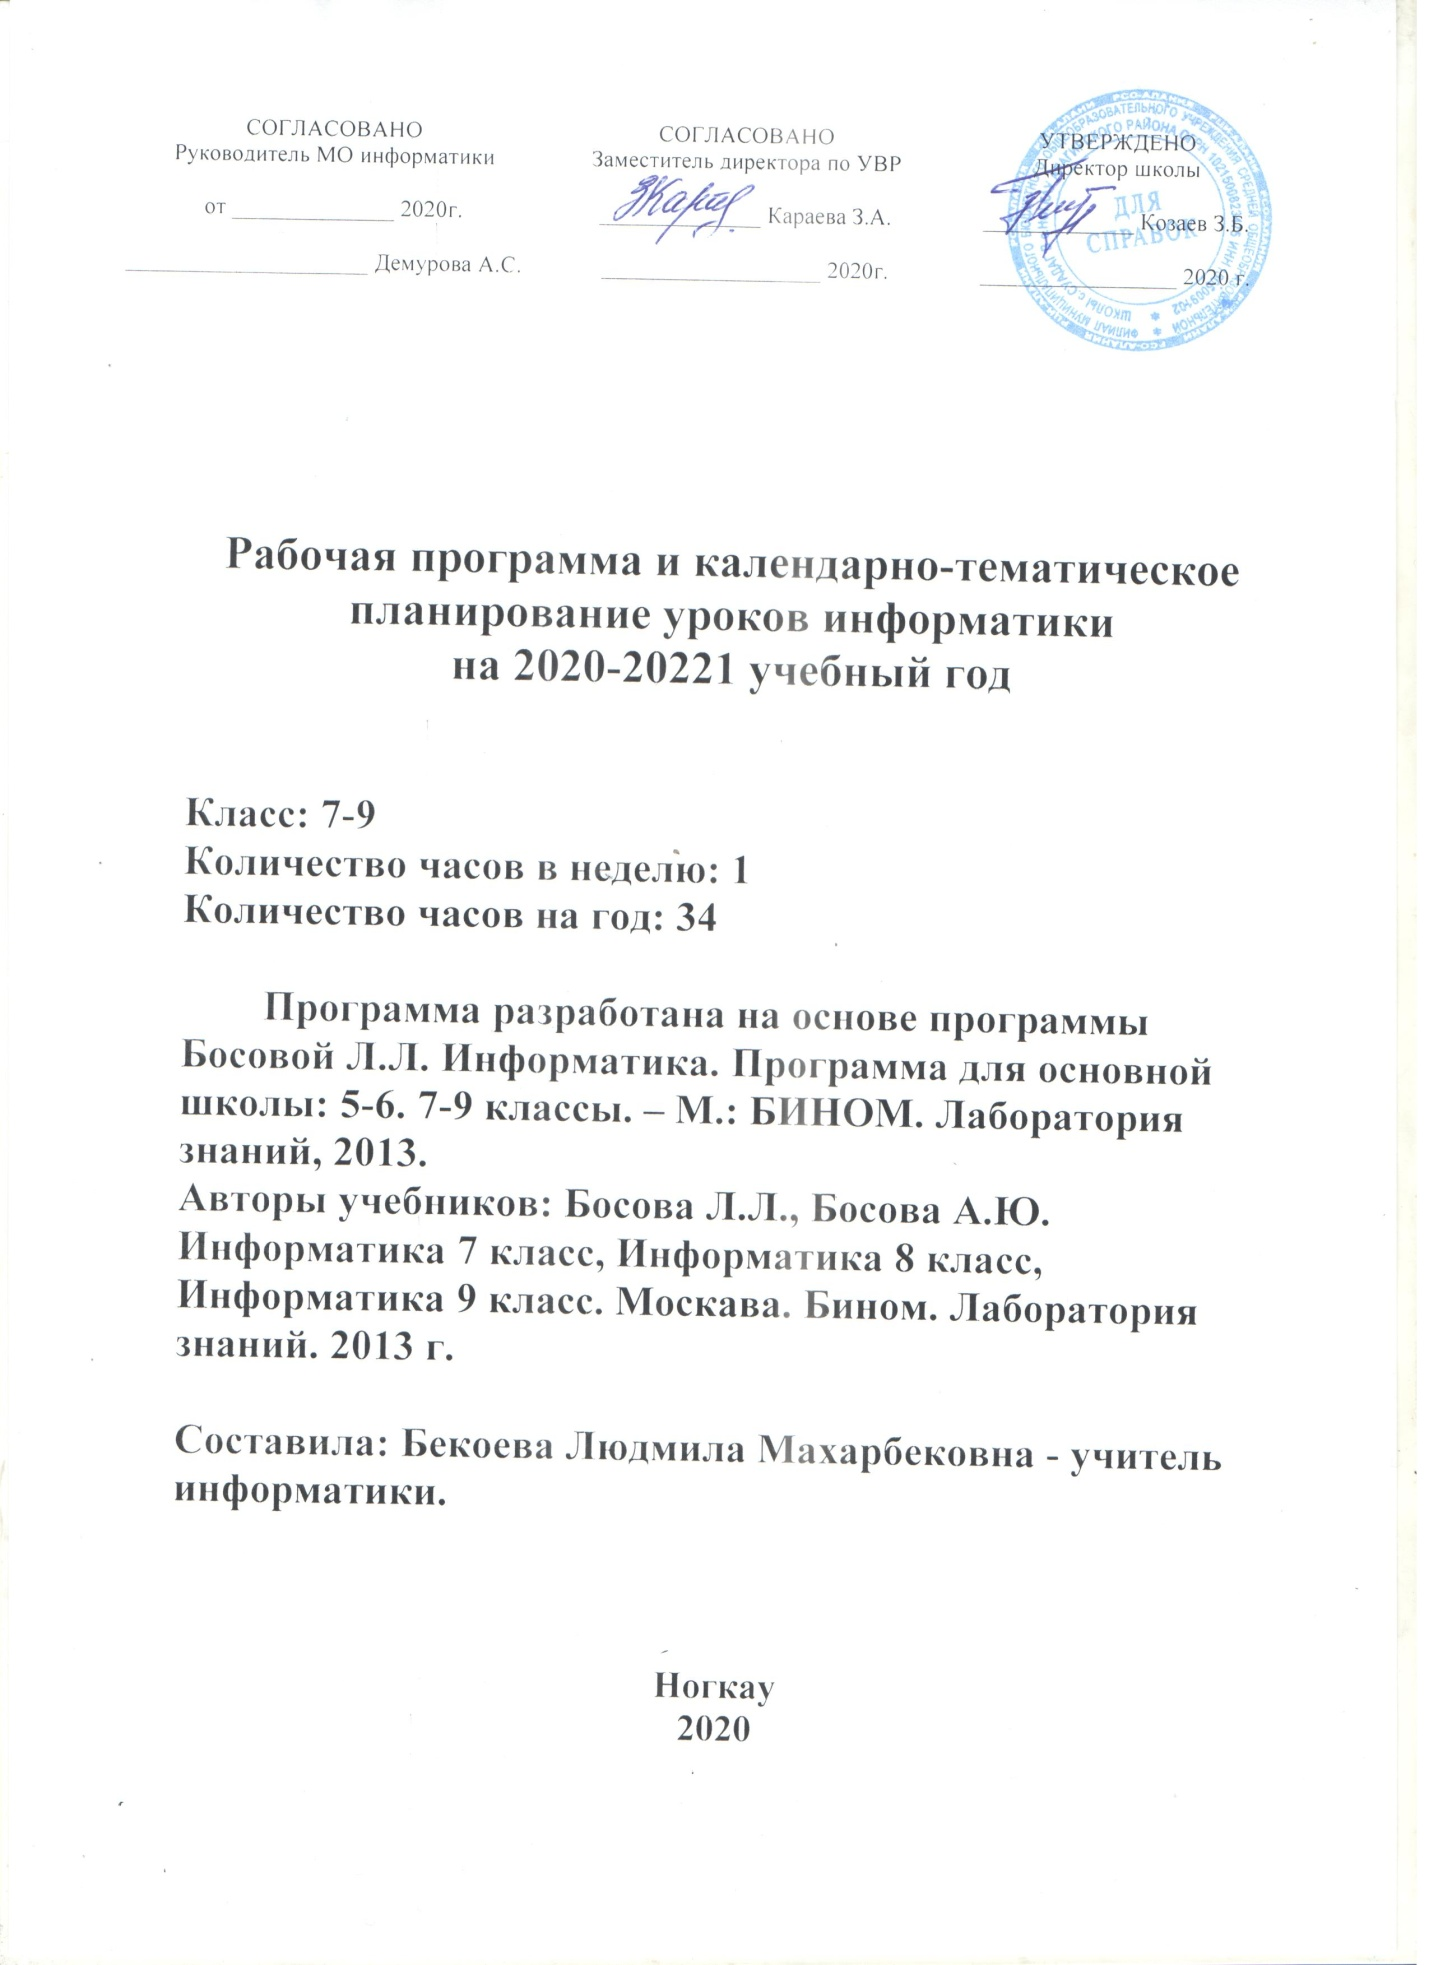 СОГЛАСОВАНО
Руководитель МО информатики
от ______________ 2020г.
_____________________ Демурова А.С.
СОГЛАСОВАНО
Заместитель директора по УВР
______________ Караева З.А.
___________________ 2020г.
УТВЕРЖДЕНО
Директор школы
_____________ Козаев З.Б.
_________________ 2020 г.
ДЛЯ
СПРАВОК
Рабочая программа и календарно-тематическое
планирование уроков информатики
на 2020-20221 учебный год
Класс: 7-9
Количество часов в неделю: 1
Количество часов на год: 34
Программа разработана на основе программы
Босовой Л.Л. Информатика. Программа для основной
школы: 5-6. 7-9 классы. – М.: БИНОМ. Лаборатория
знаний, 2013.
Авторы учебников: Босова Л.Л., Босова А.Ю.
Информатика 7 класс, Информатика 8 класс,
Информатика 9 класс. Москава. Бином. Лаборатория
знаний. 2013 г.
Составила: Бекоева Людмила Махарбековна - учитель
информатики.
Ногкау
2020